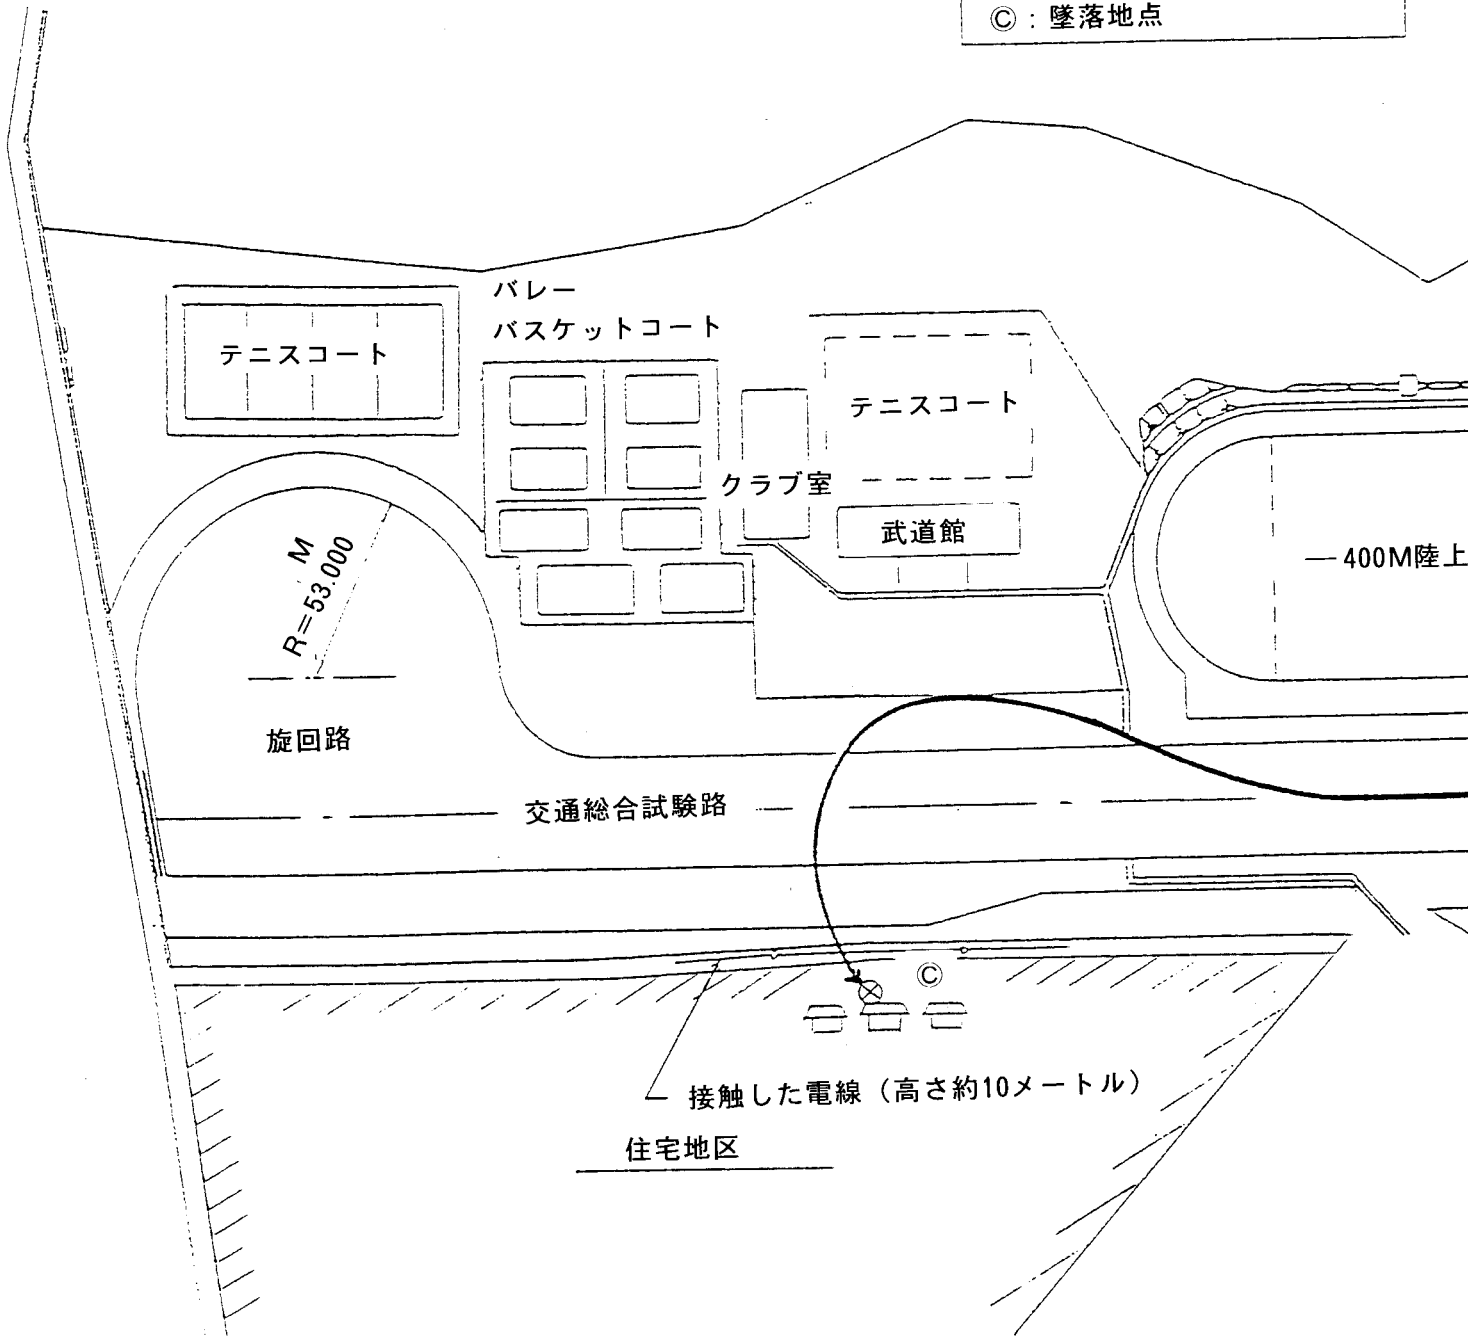 Ⓒ：墜落地点
バレー
バスケットコート
テニスコート
テニスコート
クラブ室
武道館
400M陸上
M
R＝53.000
旋回路
交通総合試験路
Ⓒ
接触した電線（高さ約10メートル）
住宅地区